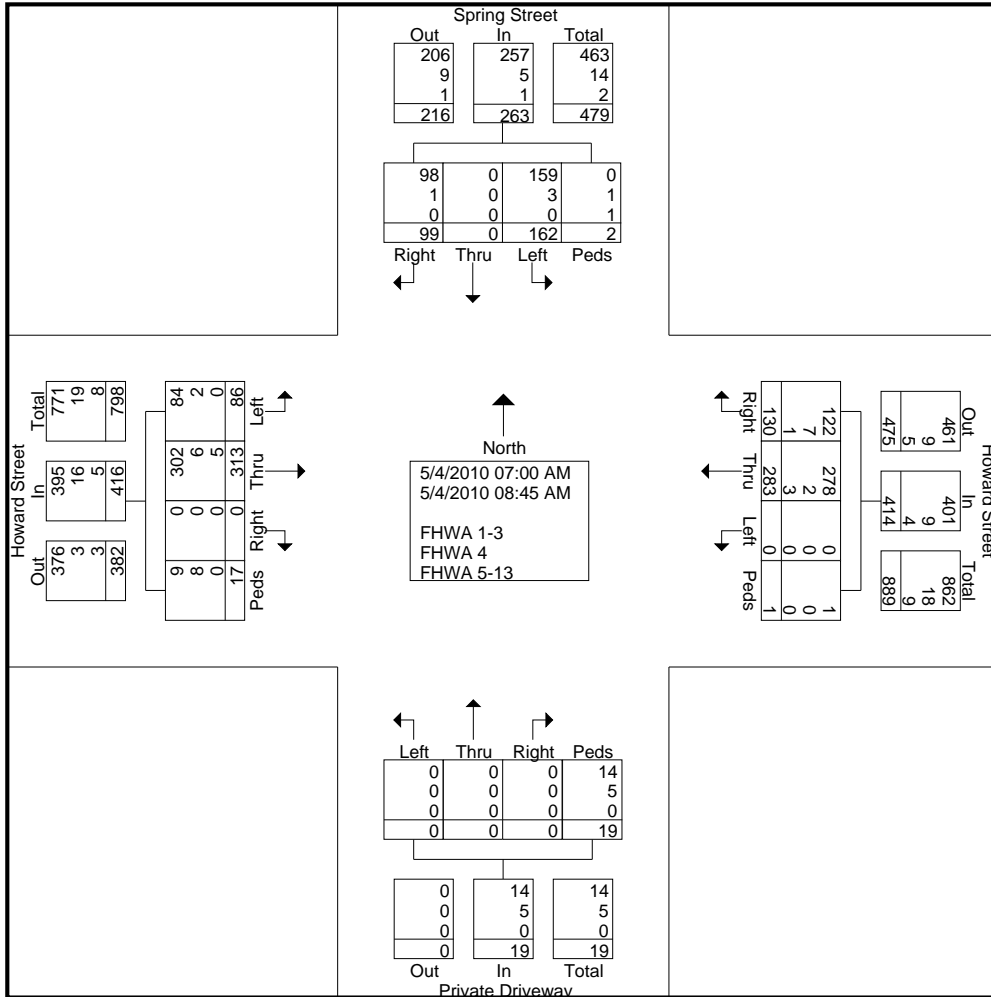 Spring Street
Out In Total
206 257 463
9 5 14
1 1 2
216 263 479
98 0 159 0
1 0 3 1
0 0 0 1
99 0 162 2
Right Thru Left Peds
Howard Street
Out In Total
376 395 771
3 16 19
3 5 8
382 416 798
9 0 302 84
8 0 6 2
0 0 5 0
17 0 313 86
Peds Right Thru Left
North
5/4/2010 07:00 AM
5/4/2010 08:45 AM
FHWA 1-3
FHWA 4
FHWA 5-13
Howard Street
Out In Total
461 401 862
9 9 18
5 4 9
475 414 889
122 278 0 1
7 2 0 0
1 3 0 0
130 283 0 1
Right Thru Left Peds
Left Thru Right Peds
0 0 0 14
0 0 0 5
0 0 0 0
0 0 0 19
0 14 14
0 5 5
0 0 0
0 19 19
Out In Total
Private Driveway